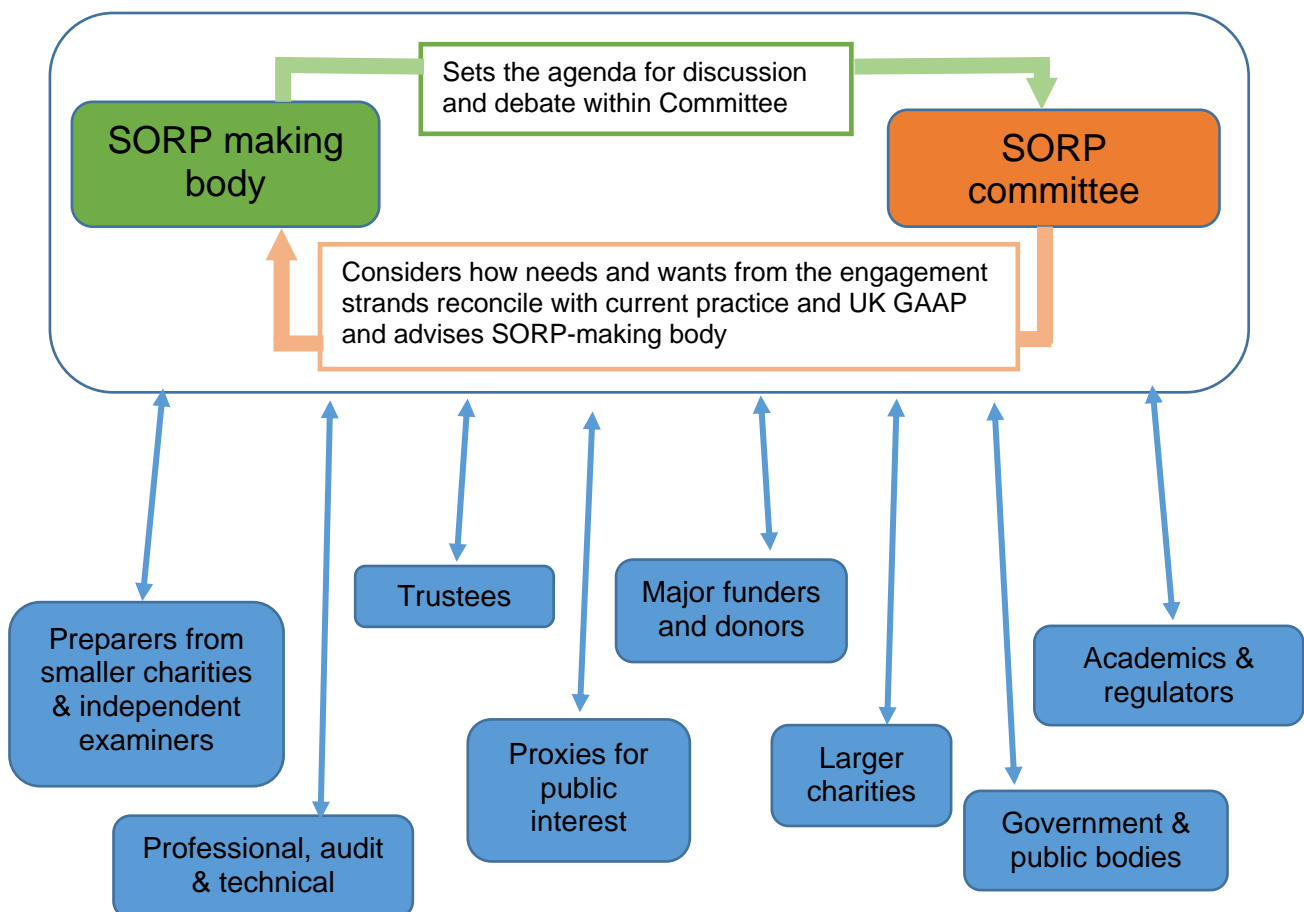 Sets the agenda for discussion
and debate within Committee
SORP making
body
SORP
committee
Considers how needs and wants from the engagement
strands reconcile with current practice and UK GAAP
and advises SORP-making body
Preparers from
smaller charities
& independent
examiners
Professional, audit
& technical
Trustees
Proxies for
public
interest
Major funders
and donors
Larger
charities
Government &
public bodies
Academics &
regulators